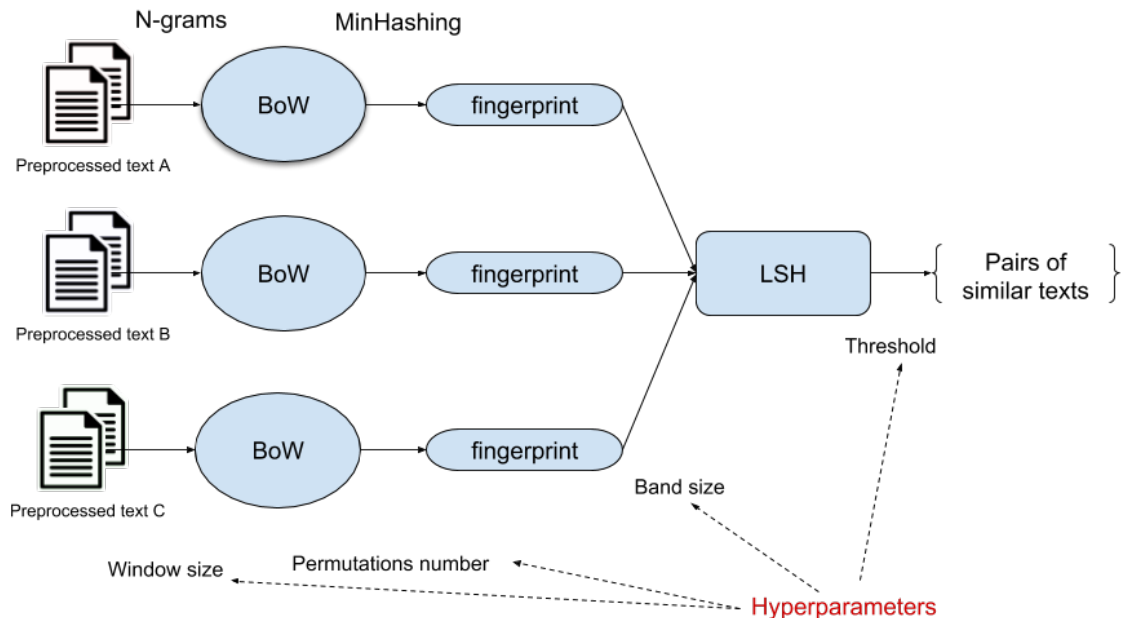 N-grams
MinHashing
BoW
fingerprint
Preprocessed text A
BoW
fingerprint
LSH
Pairs of
similar texts
Preprocessed text B
Threshold
BoW
fingerprint
Band size
Preprocessed text C
Permutations number
Window size
Hyperparameters